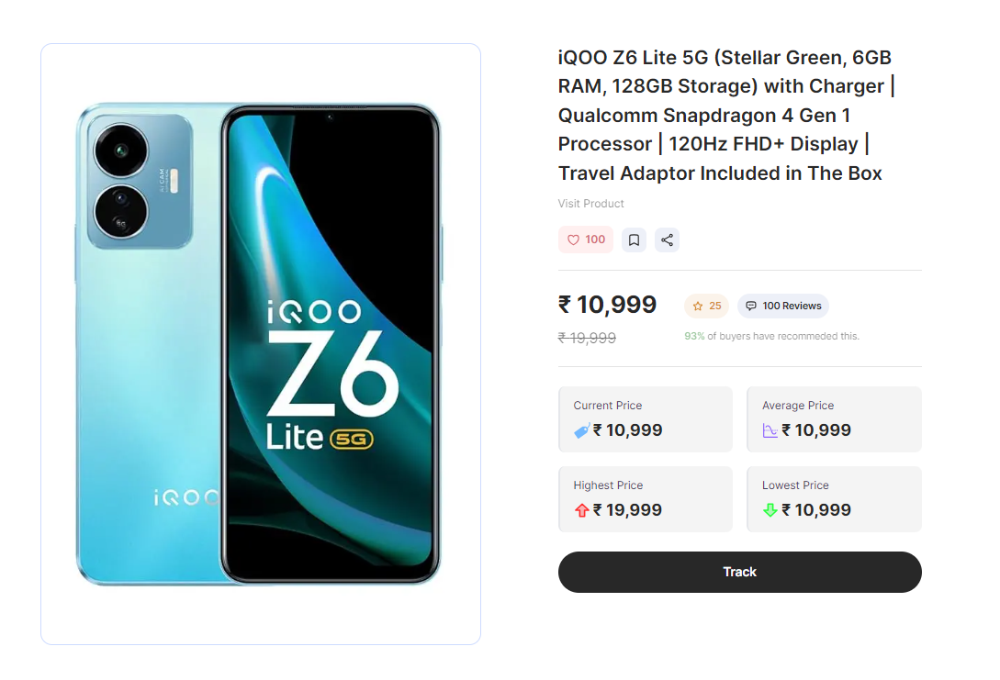 iQOO Z6 Lite 5G (Stellar Green, 6GB
RAM, 128GB Storage) with Charger |
Qualcomm Snapdragon 4 Gen 1
Processor | 120Hz FHD+ Display |
Travel Adaptor Included in The Box
Visit Product
100
₹ 10,999
25
100 Reviews
₹ 19,999
93% of buyers have recommeded this.
Current Price
₹ 10,999
Average Price
₹ 10,999
Highest Price
₹ 19,999
Lowest Price
₹ 10,999
Track
AI CAM
5G
iQOO
iQOO
Z6
Lite 5G